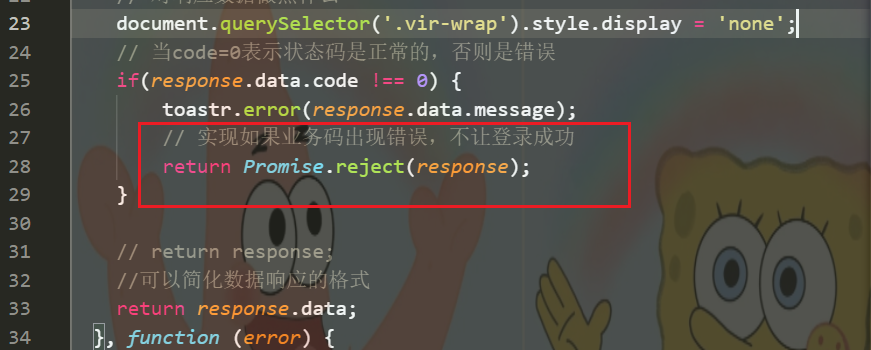 23 document.querySelector('.vir-wrap').style.display = 'none';
24 // 当code=0表示状态码是正常的，否则是错误
25 if(response.data.code !== 0) {
26 toastr.error(response.data.message);
27 // 实现如果业务码出现错误，不让登录成功
28 return Promise.reject(response);
29 }
30
31 // return response;
32 //可以简化数据响应的格式
33 return response.data;
34 }, function (error) {